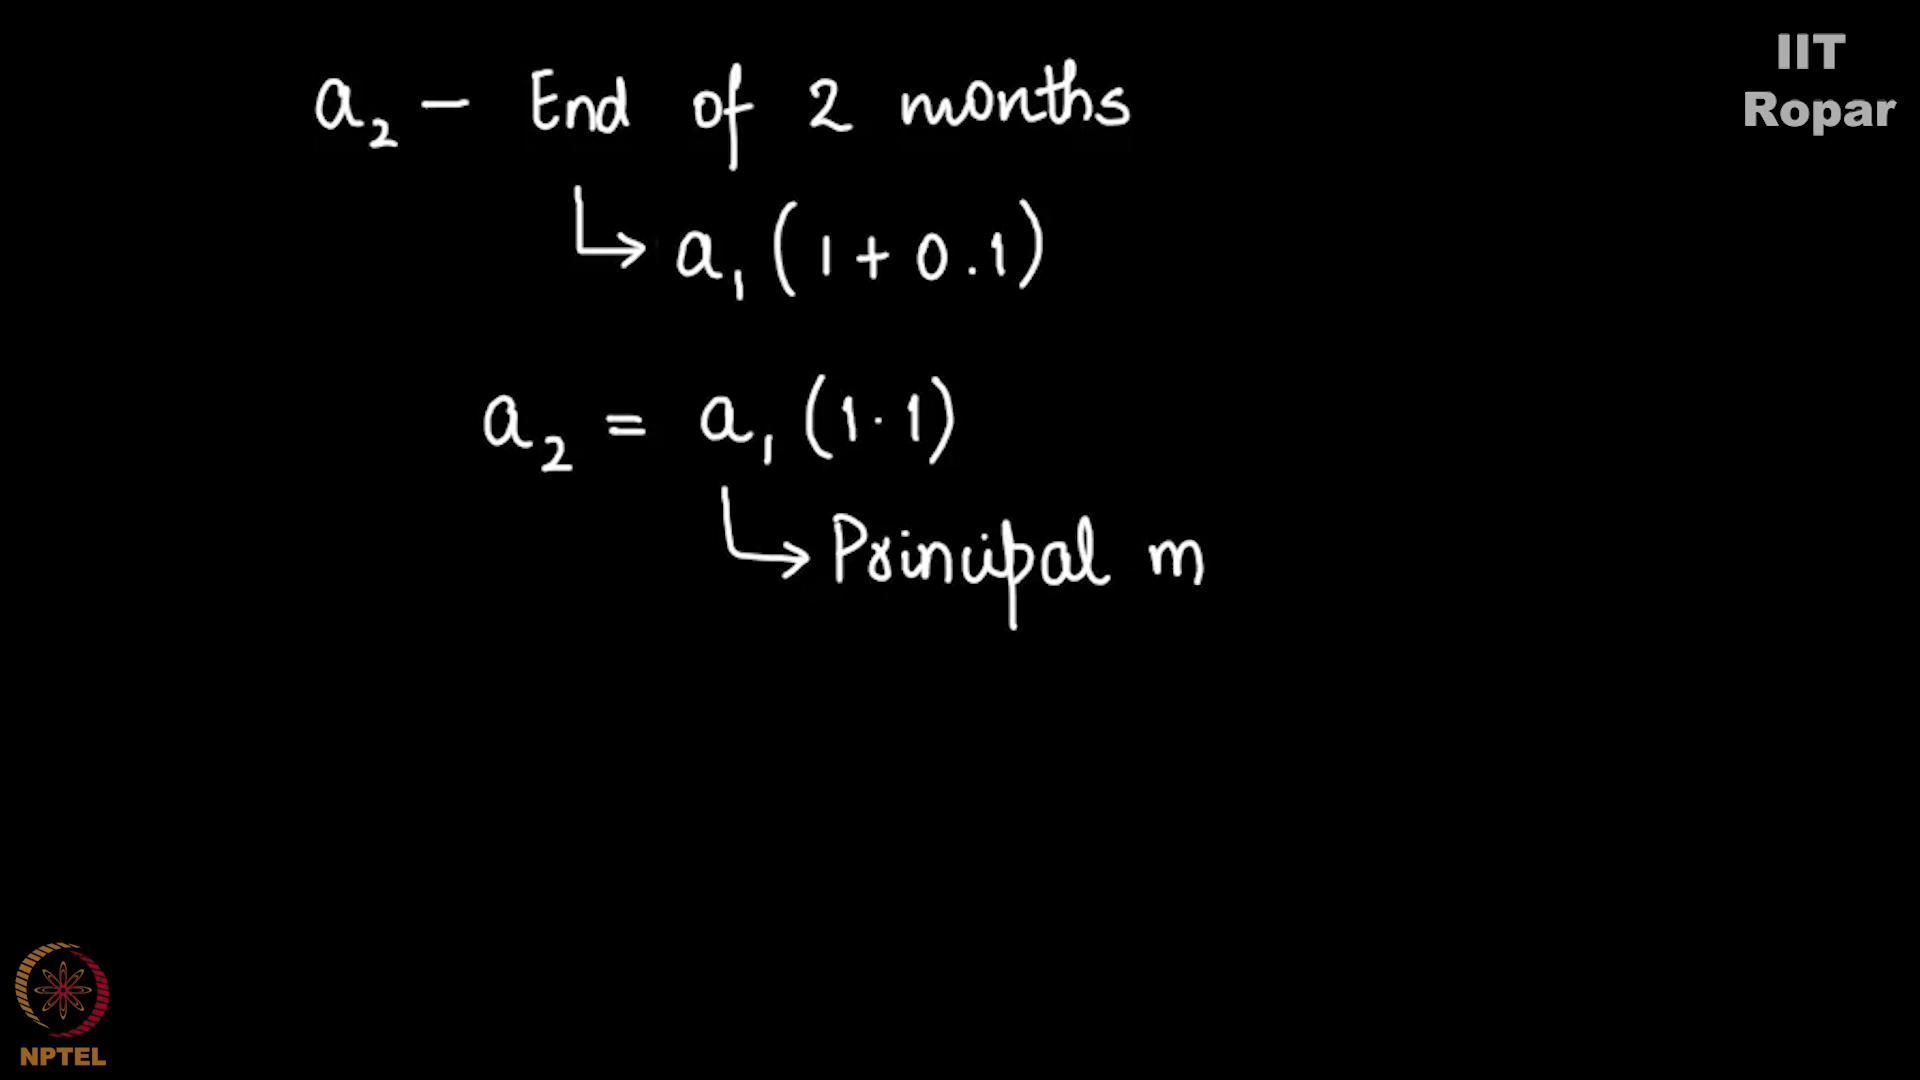 a₂ - End of 2 months
IIT
Ropar
↳ a₁ (1 + 0.1)
a₂ = a₁ (1.1)
↳ Principal m
NPTEL